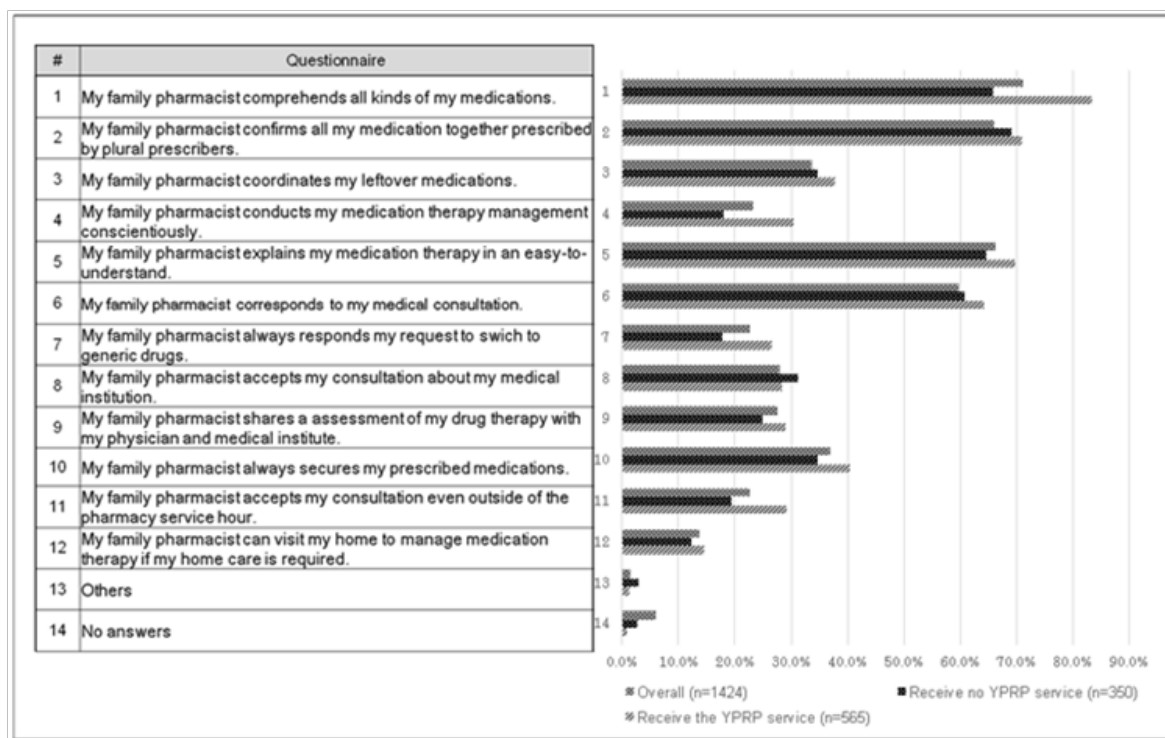 # Questionnaire
1 My family pharmacist comprehends all kinds of my medications.
2 My family pharmacist confirms all my medication together prescribed
by plural prescribers.
3 My family pharmacist coordinates my leftover medications.
4 My family pharmacist conducts my medication therapy management
conscientiously.
5 My family pharmacist explains my medication therapy in an easy-to-
understand.
6 My family pharmacist corresponds to my medical consultation.
7 My family pharmacist always responds my request to swich to
generic drugs.
8 My family pharmacist accepts my consultation about my medical
institution.
9 My family pharmacist shares a assessment of my drug therapy with
my physician and medical institute.
10 My family pharmacist always secures my prescribed medications.
11 My family pharmacist accepts my consultation even outside of the
pharmacy service hour.
12 My family pharmacist can visit my home to manage medication
therapy if my home care is required.
13 Others
14 No answers
1
2
3
4
5
6
7
8
9
10
11
12
13
14
0.0% 10.0% 20.0% 30.0% 40.0% 50.0% 60.0% 70.0% 80.0% 90.0%
Overall (n=1424) Receive no YPRP service (n=350)
Receive the YPRP service (n=565)